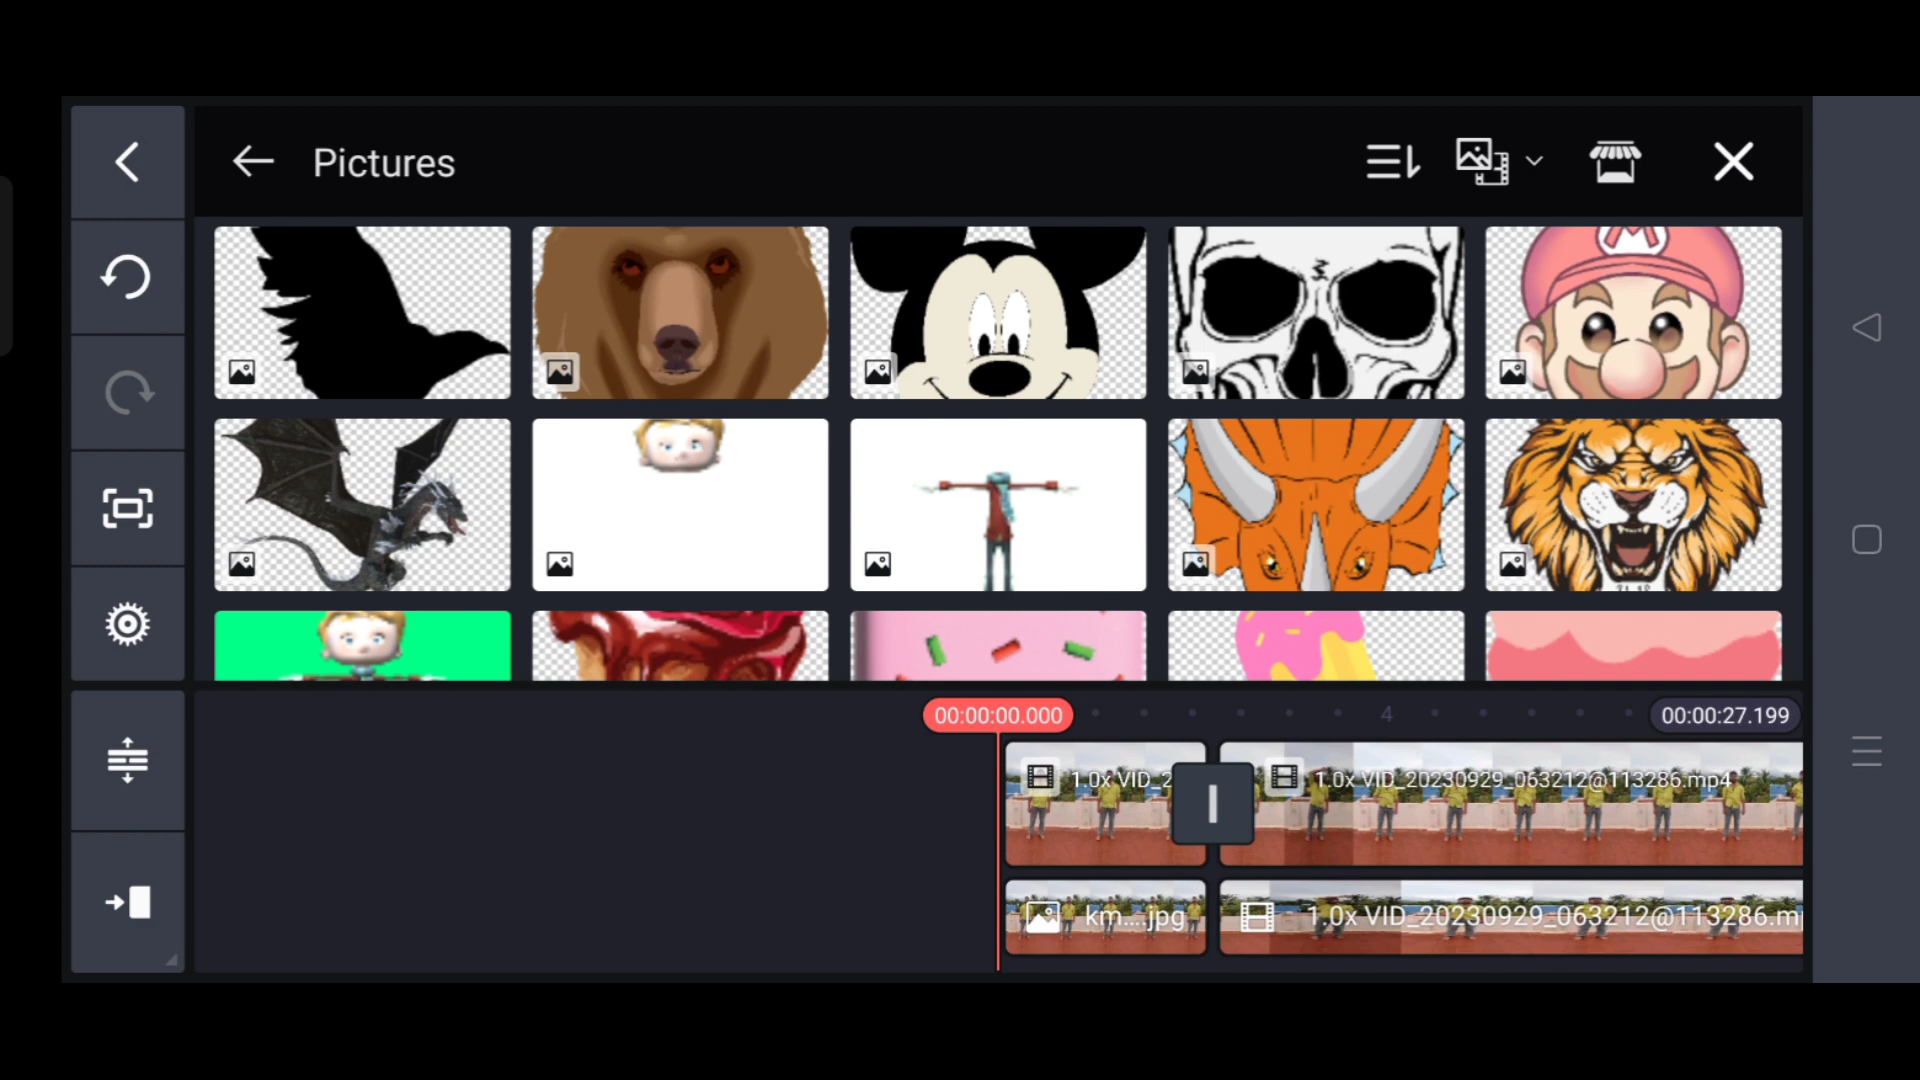 Pictures
M
00:00:00.000
4
00:00:27.199
1.0x VID_2
1.0x VID_20230929_063212@113286.mp4
km....jpg
1.0x VID_20230929_063212@113286.m